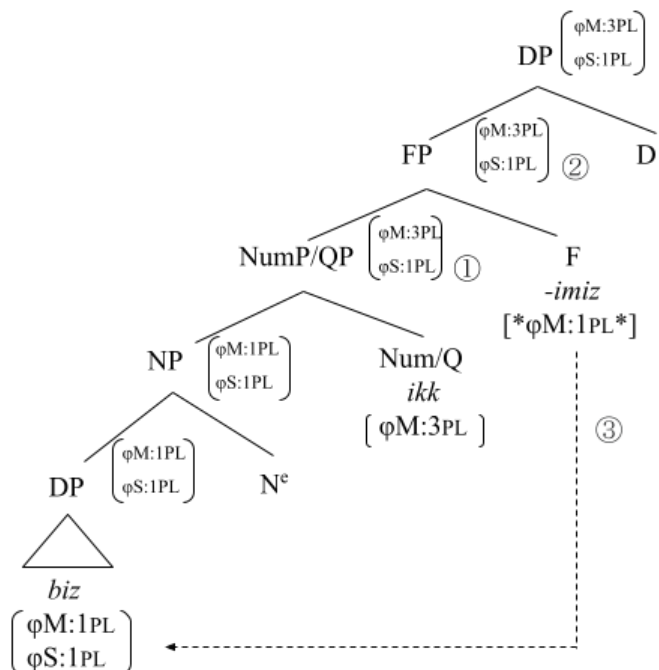 DP
φM:3PL
φS:1PL
FP
φM:3PL
φS:1PL
②
D
NumP/QP
φM:3PL
φS:1PL
①
F
-imiz
[*φM:1PL*]
NP
φM:1PL
φS:1PL
Num/Q
ikk
[φM:3PL]
③
DP
φM:1PL
φS:1PL
Nᵉ
biz
φM:1PL
φS:1PL